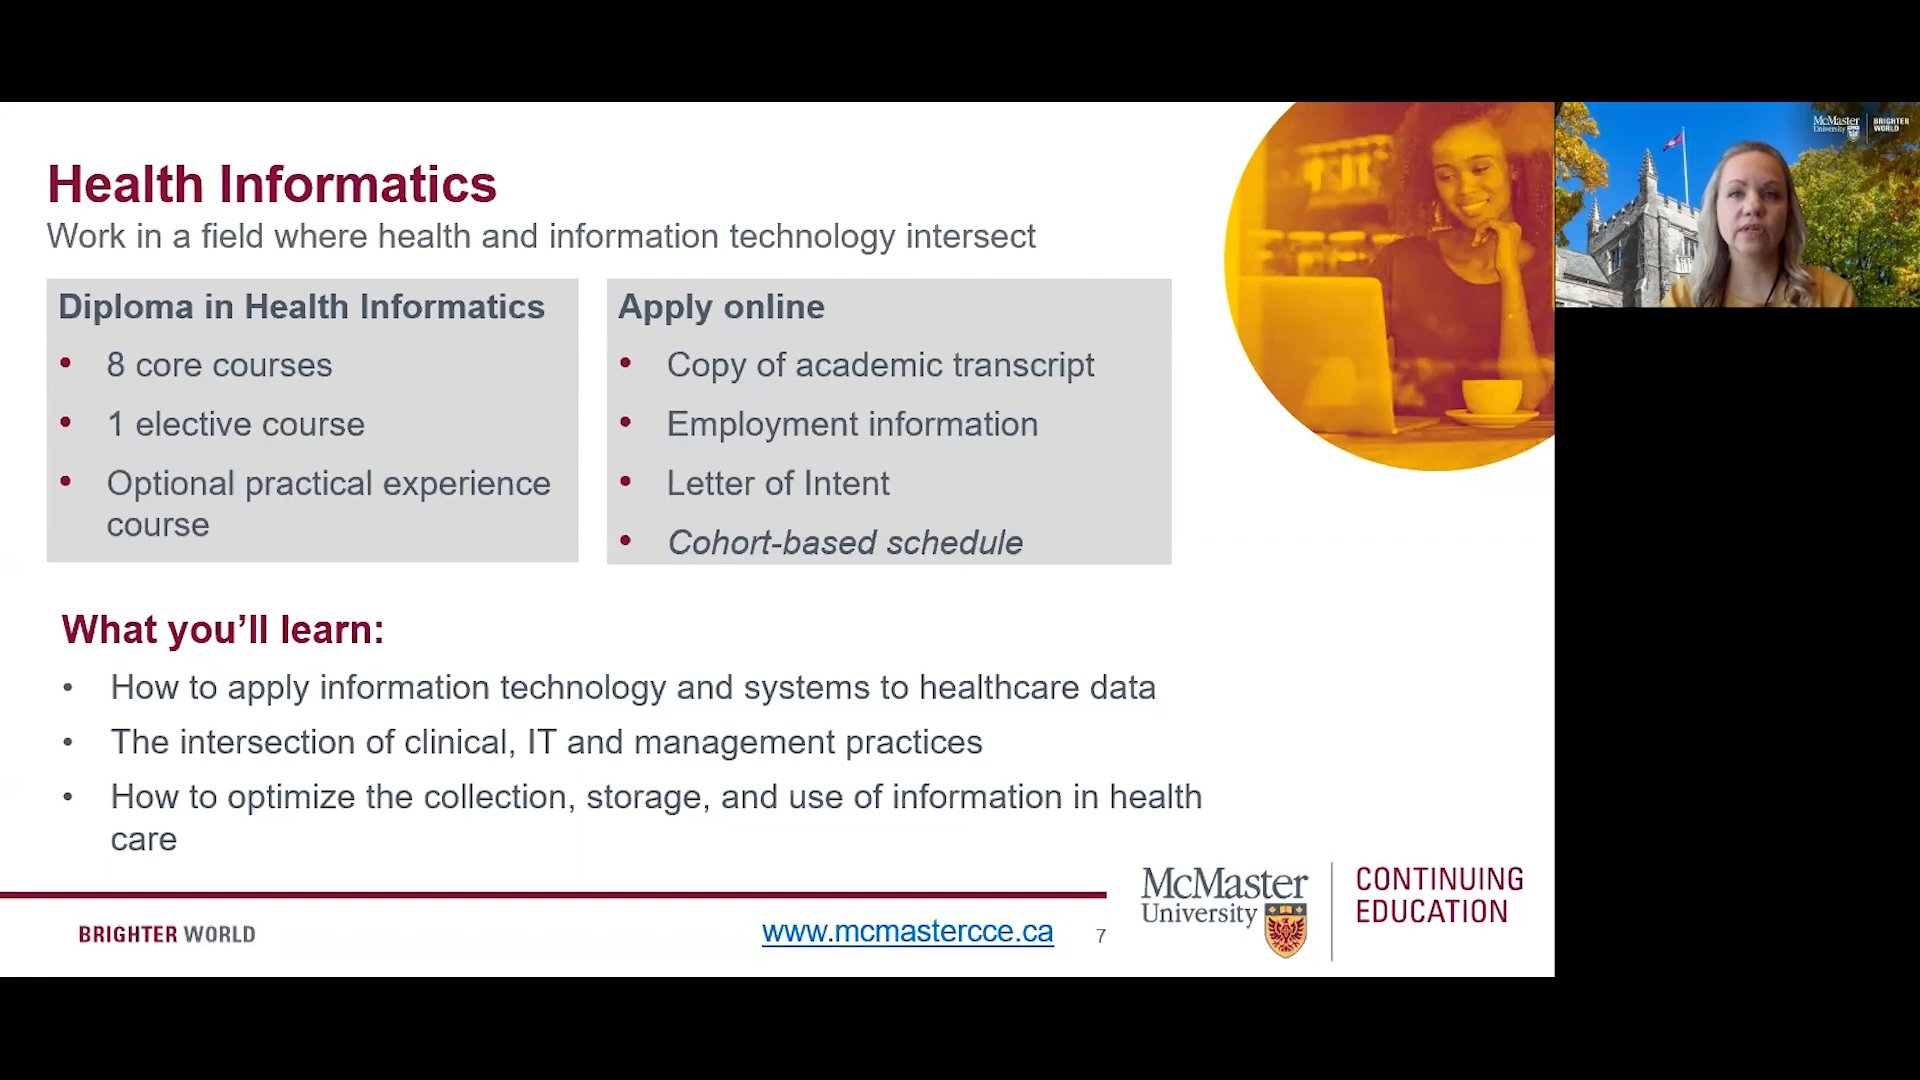 Health Informatics
Work in a field where health and information technology intersect
Diploma in Health Informatics
• 8 core courses
• 1 elective course
• Optional practical experience
course
Apply online
• Copy of academic transcript
• Employment information
• Letter of Intent
• Cohort-based schedule
What you’ll learn:
• How to apply information technology and systems to healthcare data
• The intersection of clinical, IT and management practices
• How to optimize the collection, storage, and use of information in health
care
BRIGHTER WORLD
www.mcmastercce.ca
7
McMaster
University
CONTINUING
EDUCATION
McMaster
University
BRIGHTER
WORLD